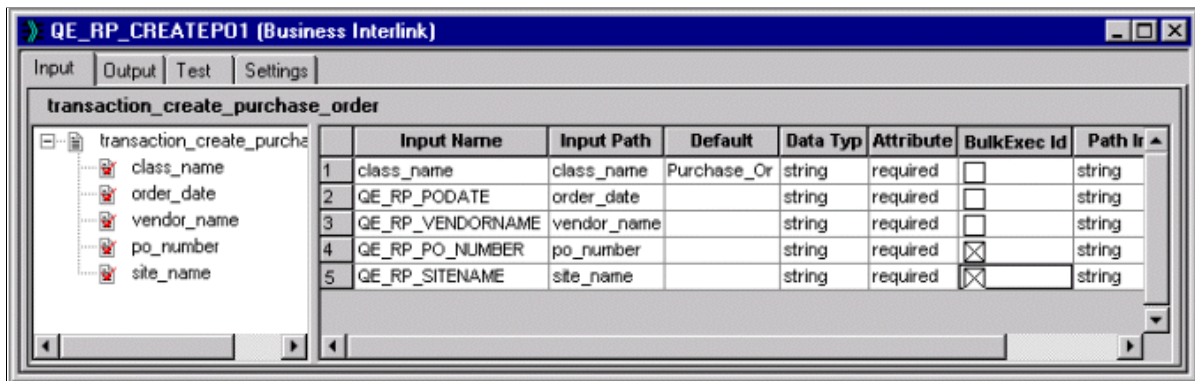 QE_RP_CREATEPO1 (Business Interlink)
Input Output Test Settings
transaction_create_purchase_order
transaction_create_purcha
class_name
order_date
vendor_name
po_number
site_name
Input Name Input Path Default Data Typ Attribute BulkExec Id Path Ir
1 class_name class_name Purchase_Or string required string
2 QE_RP_PODATE order_date string required string
3 QE_RP_VENDORNAME vendor_name string required string
4 QE_RP_PO_NUMBER po_number string required string
5 QE_RP_SITENAME site_name string required string